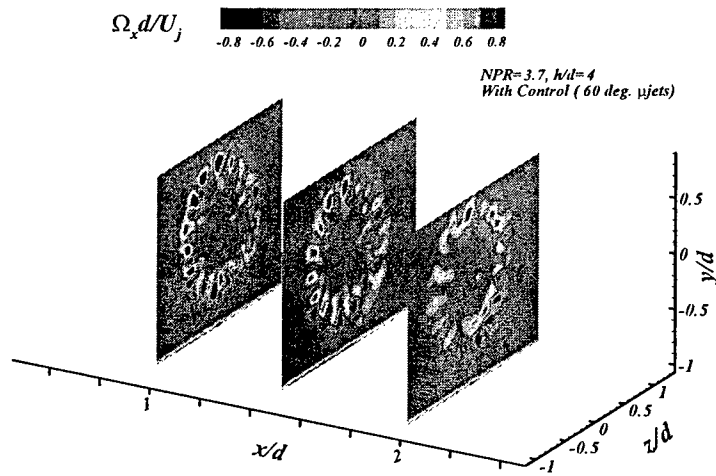 Ωₓd/Uⱼ
-0.8 -0.6 -0.4 -0.2 0 0.2 0.4 0.6 0.8
NPR=3.7, h/d=4
With Control ( 60 deg. μjets)
0.5
0
-0.5
-1
y/d
1
2
x/d
1
0.5
0
-0.5
-1
z/d